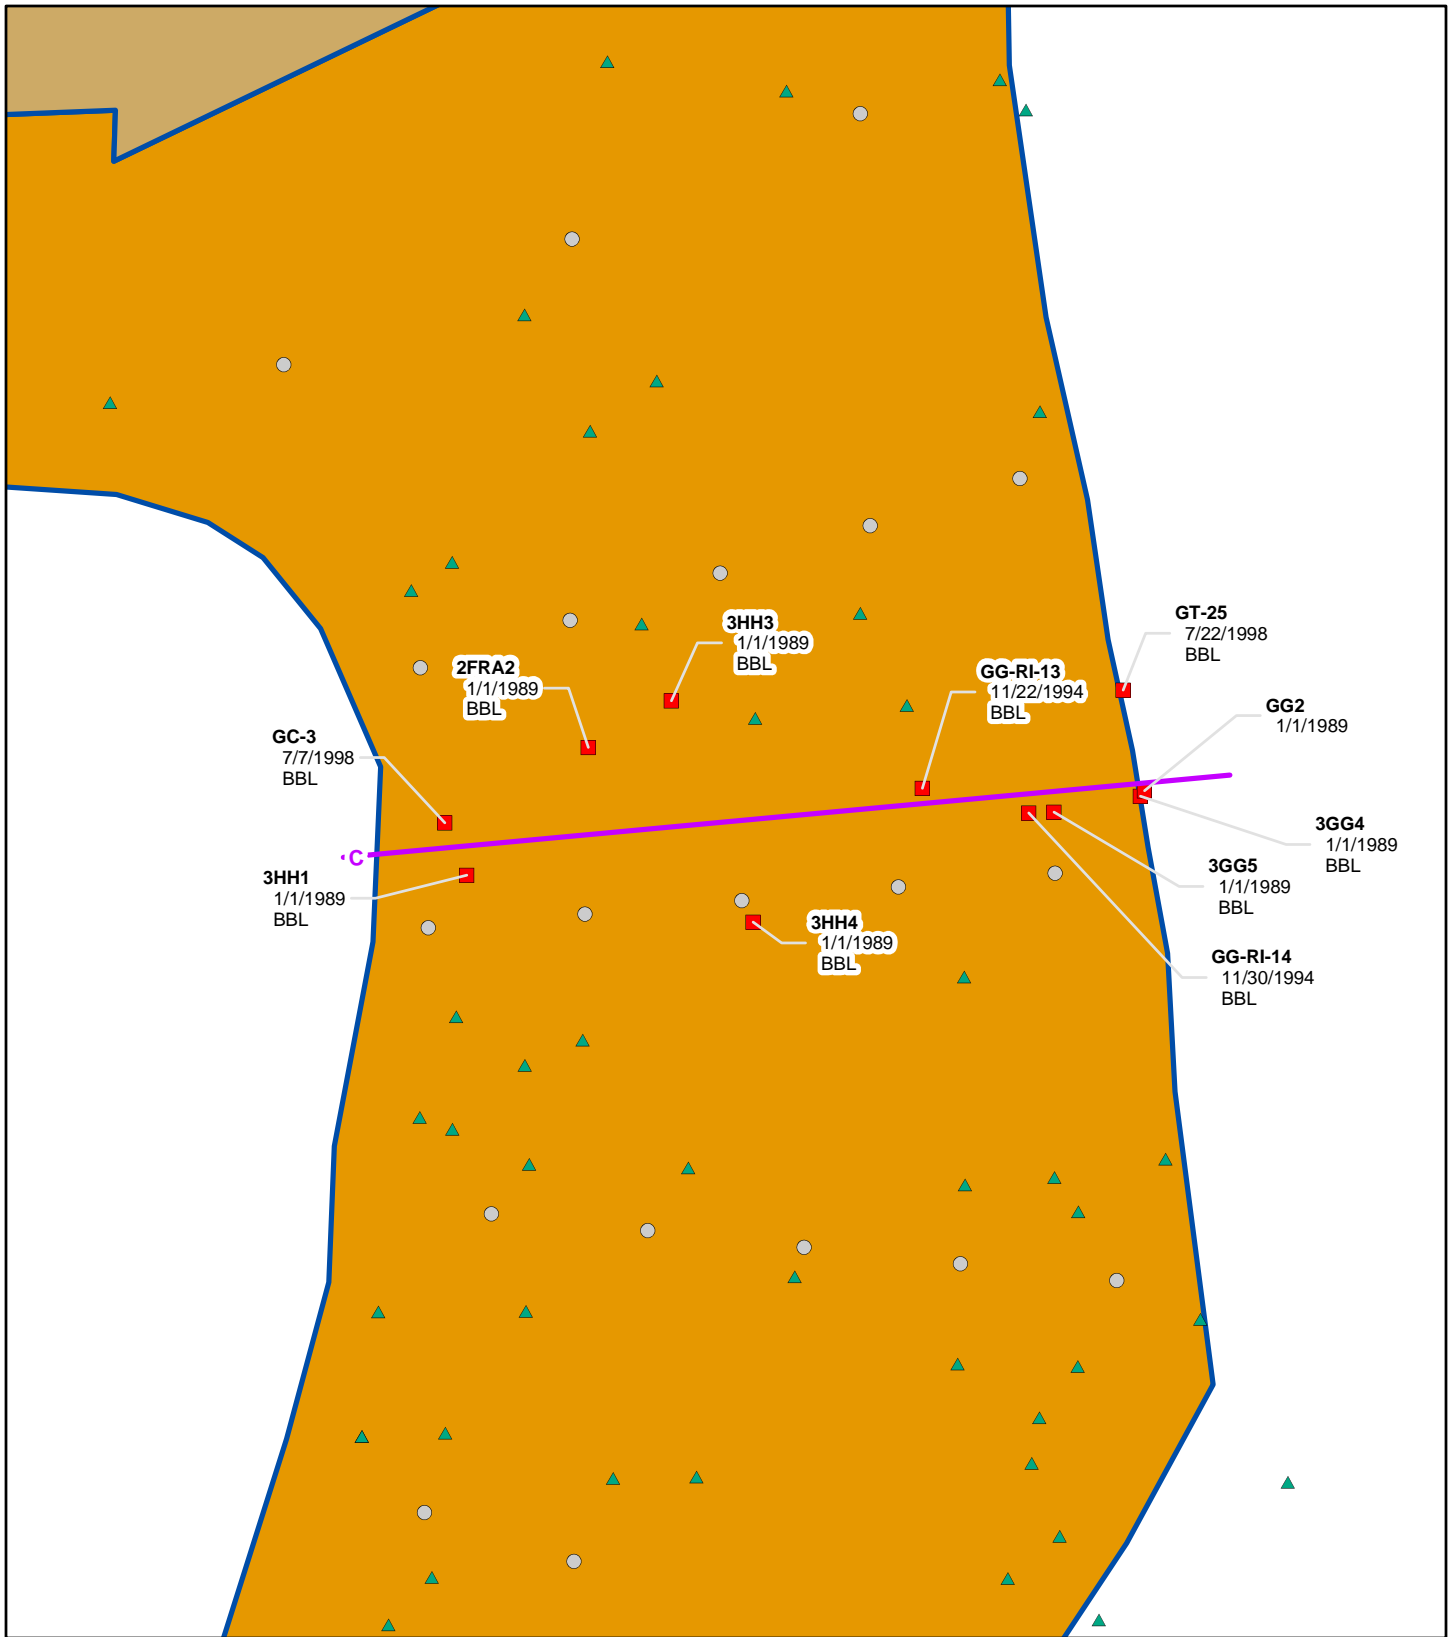 GT-25
7/22/1998
BBL
3HH3
1/1/1989
BBL
2FRA2
1/1/1989
BBL
GG-RI-13
11/22/1994
BBL
GG2
1/1/1989
GC-3
7/7/1998
BBL
C
3GG4
1/1/1989
BBL
3HH1
1/1/1989
BBL
3GG5
1/1/1989
BBL
3HH4
1/1/1989
BBL
GG-RI-14
11/30/1994
BBL